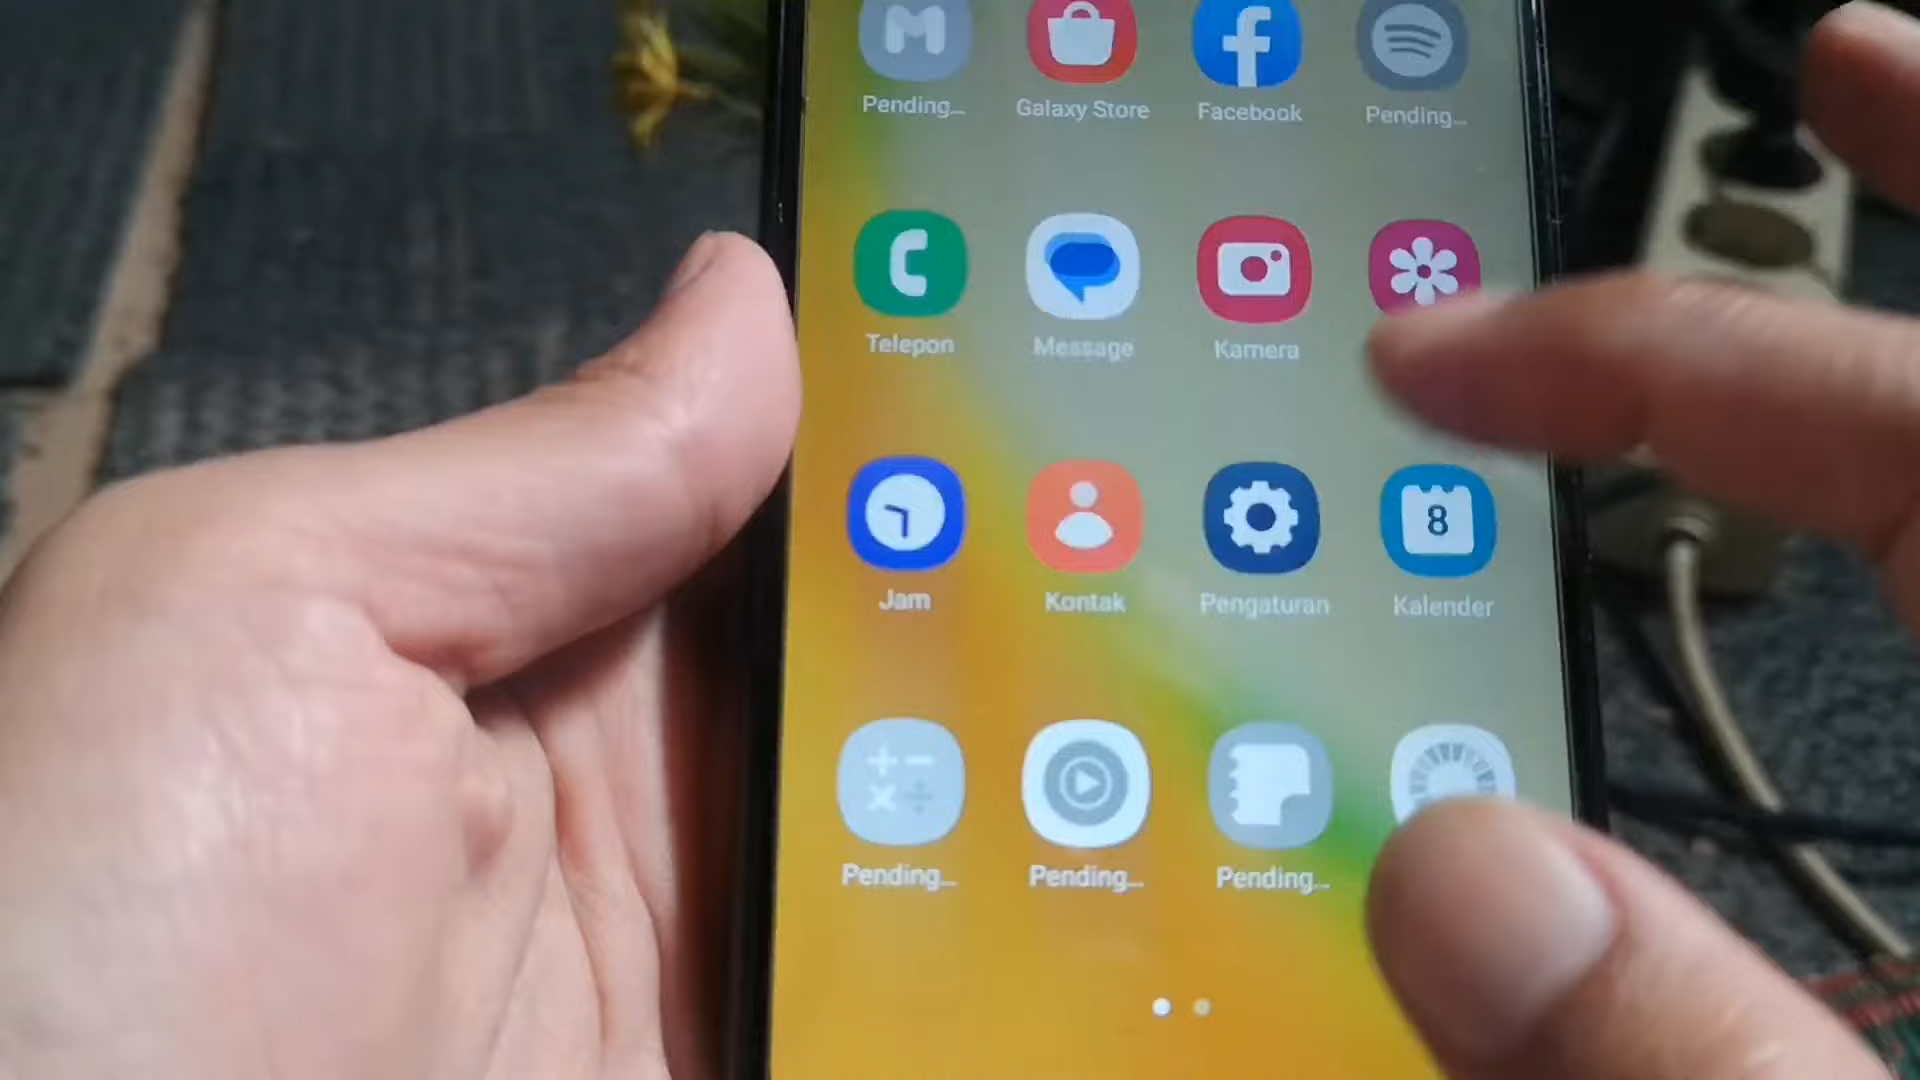 Pending...
Galaxy Store
Facebook
Pending...
Telepon
Message
Kamera
Jam
Kontak
8
Pengaturan
Kalender
Pending...
Pending...
Pending...